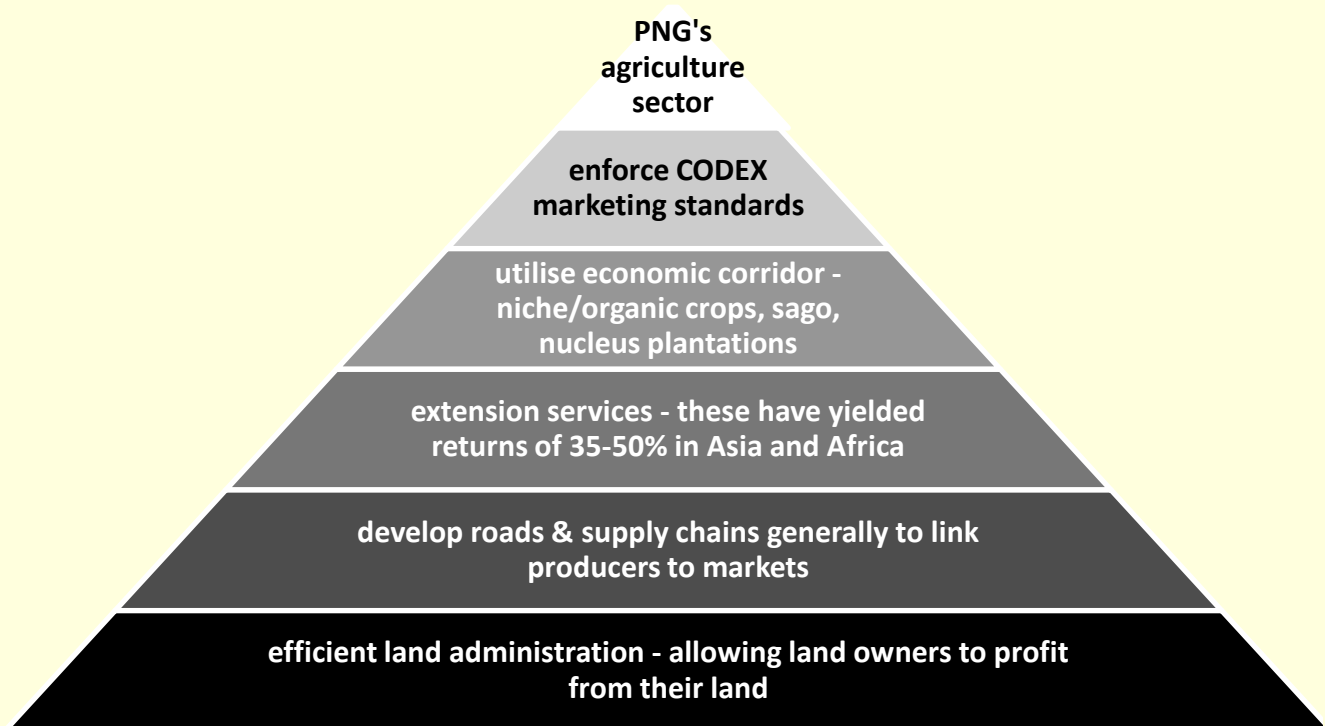 PNG's
agriculture
sector
enforce CODEX
marketing standards
utilise economic corridor -
niche/organic crops, sago,
nucleus plantations
extension services - these have yielded
returns of 35-50% in Asia and Africa
develop roads & supply chains generally to link
producers to markets
efficient land administration - allowing land owners to profit
from their land